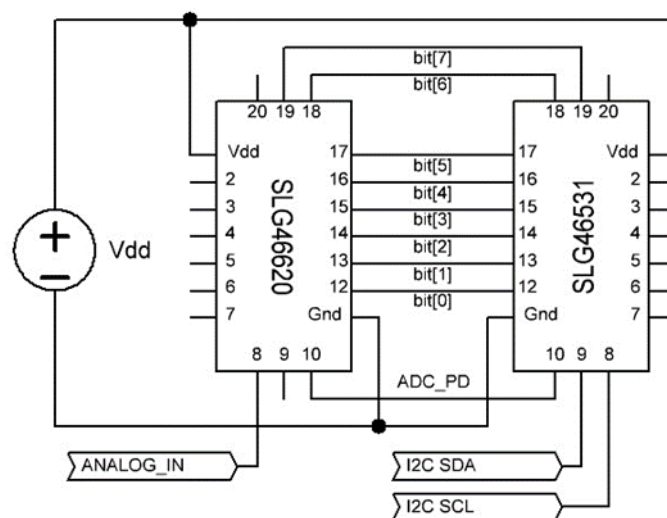 bit[7]
20 19 18 bit[6] 18 19 20
Vdd 17 17 Vdd
bit[5]
2 16 16 2
bit[4]
3 15 15 3
bit[3]
Vdd 4 14 14 4
bit[2]
5 13 13 5
bit[1]
6 12 12 6
bit[0]
7 Gnd Gnd 7
SLG46620
SLG46531
8 9 10 10 9 8
ADC_PD
ANALOG_IN I2C SDA
I2C SCL